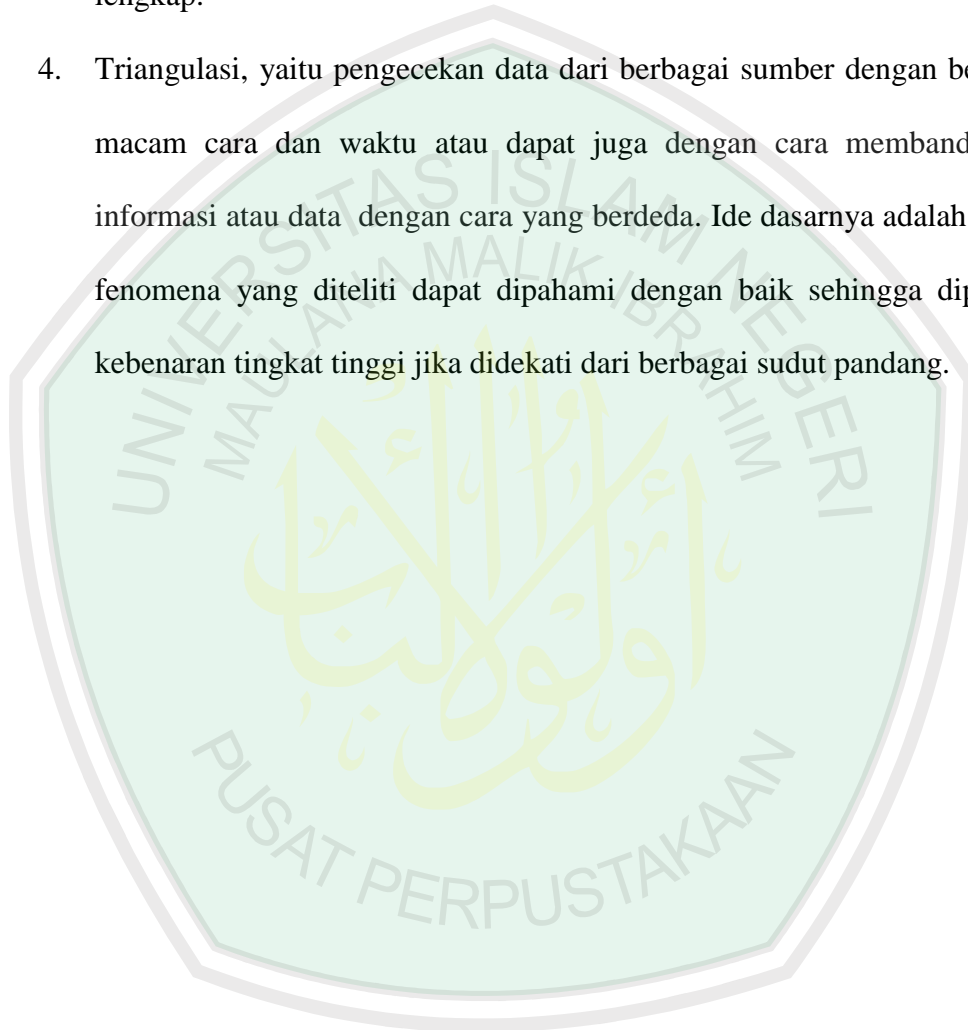 lengkap.
4. Triangulasi, yaitu pengecekan data dari berbagai sumber dengan be
macam cara dan waktu atau dapat juga dengan cara memband
informasi atau data dengan cara yang berdeda. Ide dasarnya adalah
fenomena yang diteliti dapat dipahami dengan baik sehingga dip
kebenaran tingkat tinggi jika didekati dari berbagai sudut pandang.
UNIVERSITAS ISLAM NEGERI
MAULANA MALIK IBRAHIM
أولوا الألباب
PUSAT PERPUSTAKAAN